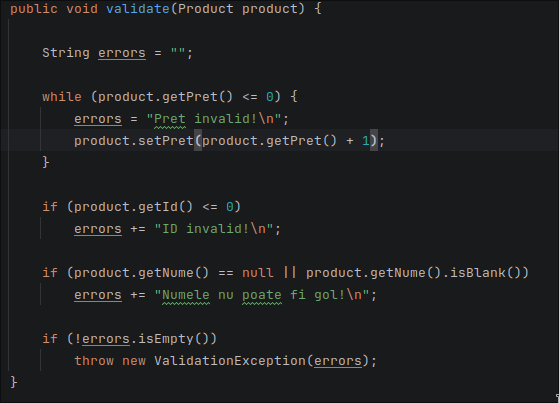 public void validate(Product product) {
String errors = "";
while (product.getPret() <= 0) {
errors = "Pret invalid!\n";
product.setPret(product.getPret() + 1);
}
if (product.getId() <= 0)
errors += "ID invalid!\n";
if (product.getNume() == null || product.getNume().isBlank())
errors += "Numele nu poate fi gol!\n";
if (!errors.isEmpty())
throw new ValidationException(errors);
}